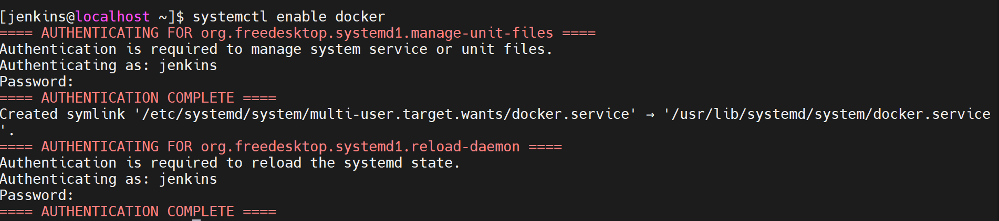 [jenkins@localhost ~]$ systemctl enable docker
==== AUTHENTICATING FOR org.freedesktop.systemd1.manage-unit-files ====
Authentication is required to manage system service or unit files.
Authenticating as: jenkins
Password:
==== AUTHENTICATION COMPLETE ====
Created symlink '/etc/systemd/system/multi-user.target.wants/docker.service' → '/usr/lib/systemd/system/docker.service
'.
==== AUTHENTICATING FOR org.freedesktop.systemd1.reload-daemon ====
Authentication is required to reload the systemd state.
Authenticating as: jenkins
Password:
==== AUTHENTICATION COMPLETE ====